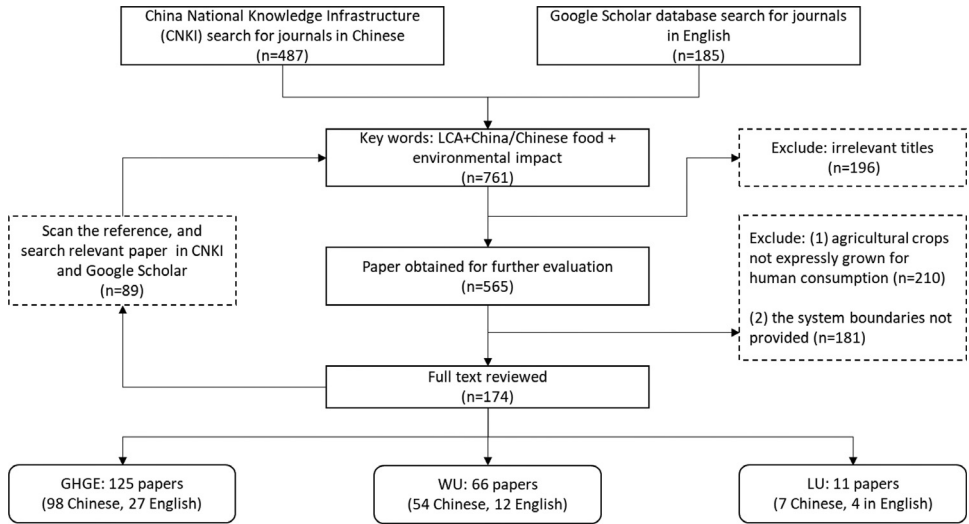 China National Knowledge Infrastructure
(CNKI) search for journals in Chinese
(n=487)
Google Scholar database search for journals
in English
(n=185)
Key words: LCA+China/Chinese food +
environmental impact
(n=761)
Exclude: irrelevant titles
(n=196)
Scan the reference, and
search relevant paper in CNKI
and Google Scholar
(n=89)
Paper obtained for further evaluation
(n=565)
Exclude: (1) agricultural crops
not expressly grown for
human consumption (n=210)
(2) the system boundaries not
provided (n=181)
Full text reviewed
(n=174)
GHGE: 125 papers
(98 Chinese, 27 English)
WU: 66 papers
(54 Chinese, 12 English)
LU: 11 papers
(7 Chinese, 4 in English)